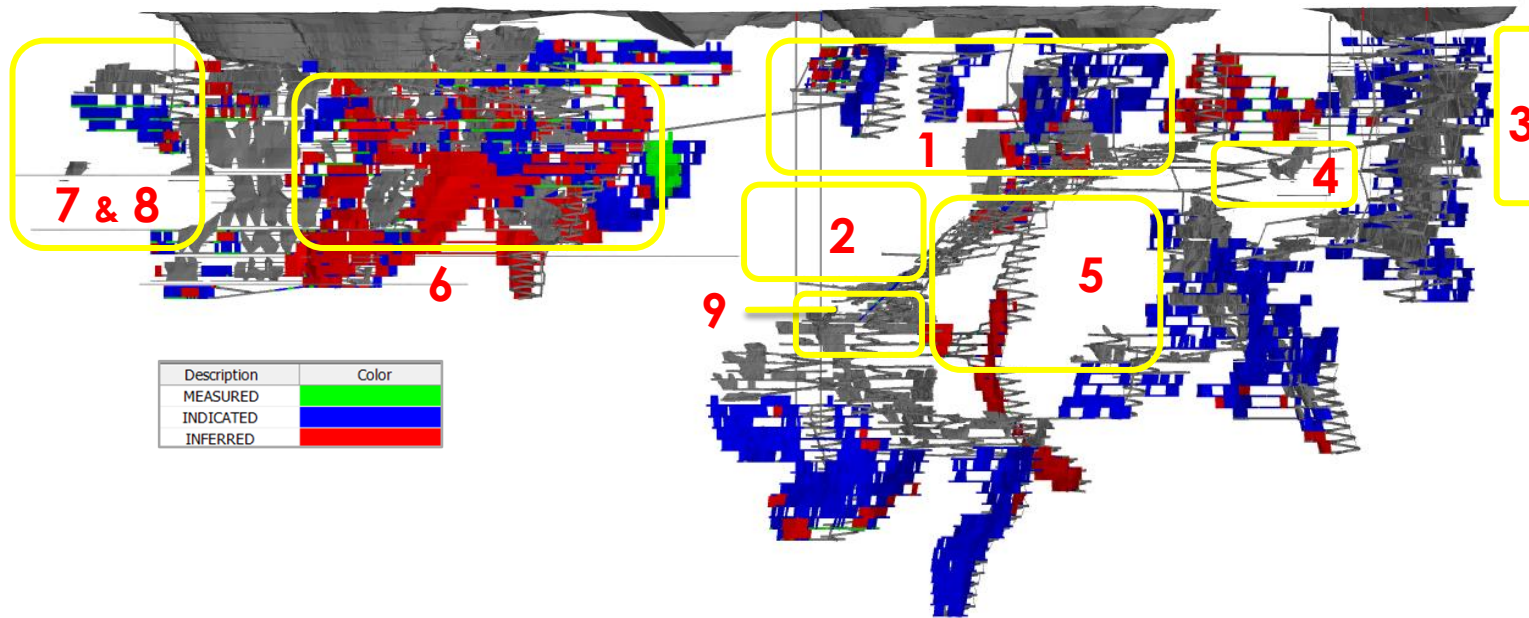 7 & 8
6
1
2
9
5
4
3
Description Color
MEASURED
INDICATED
INFERRED